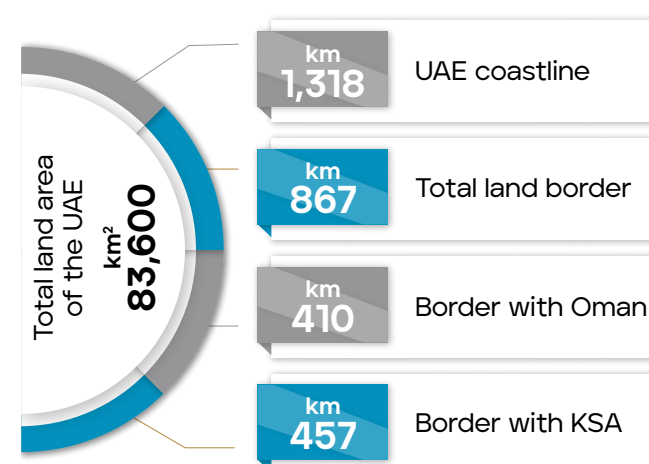 Total land area
of the UAE
km²
83,600
km
1,318
UAE coastline
km
867
Total land border
km
410
Border with Oman
km
457
Border with KSA